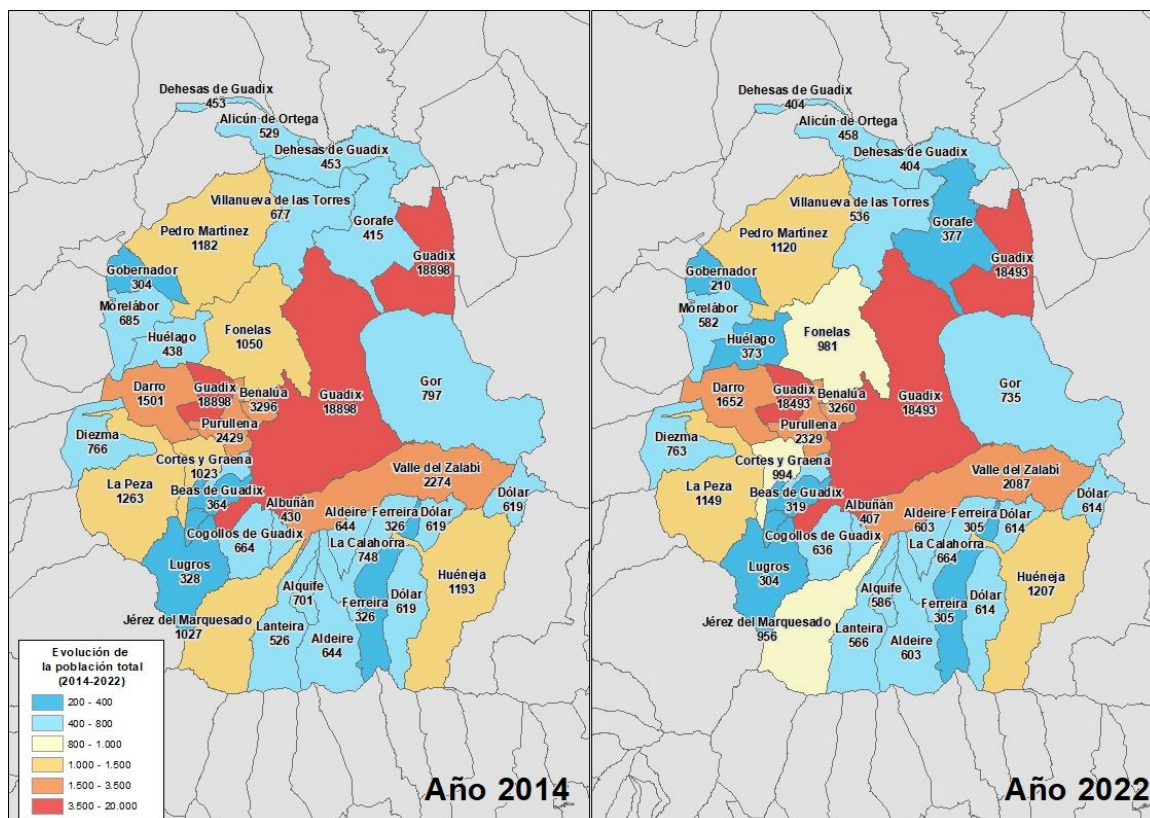 Dehesas de Guadix
453
Alicún de Ortega
529
Dehesas de Guadix
453
Villanueva de las Torres
677
Gorafe
415
Pedro Martínez
1182
Guadix
18898
Gobernador
304
Morelábor
685
Huélago
438
Fonelas
1050
Gor
797
Darro
1501
Guadix
18898
Benalúa
3296
Guadix
18898
Purullena
2429
Diezma
766
Cortes y Graena
1023
Valle del Zalabí
2274
La Peza
1263
Beas de Guadix
364
Albuñán
430
Aldeire
644
Ferreira
326
Dólar
619
Dólar
619
Cogollos de Guadix
664
La Calahorra
748
Lugros
328
Huéneja
1193
Alquife
701
Ferreira
326
Dólar
619
Jérez del Marquesado
1027
Lanteira
526
Aldeire
644
Evolución de
la población total
(2014-2022)
200 - 400
400 - 800
800 - 1.000
1.000 - 1.500
1.500 - 3.500
3.500 - 20.000
Año 2014
Dehesas de Guadix
404
Alicún de Ortega
458
Dehesas de Guadix
404
Villanueva de las Torres
536
Gorafe
377
Pedro Martínez
1120
Guadix
18493
Gobernador
210
Morelábor
582
Huélago
373
Fonelas
981
Gor
735
Darro
1652
Guadix
18493
Benalúa
3260
Guadix
18493
Purullena
2329
Diezma
763
Cortes y Graena
994
Valle del Zalabí
2087
La Peza
1149
Beas de Guadix
319
Albuñán
407
Aldeire
603
Ferreira
305
Dólar
614
Dólar
614
Cogollos de Guadix
636
La Calahorra
664
Lugros
304
Huéneja
1207
Alquife
586
Ferreira
305
Dólar
614
Jérez del Marquesado
956
Lanteira
566
Aldeire
603
Año 2022